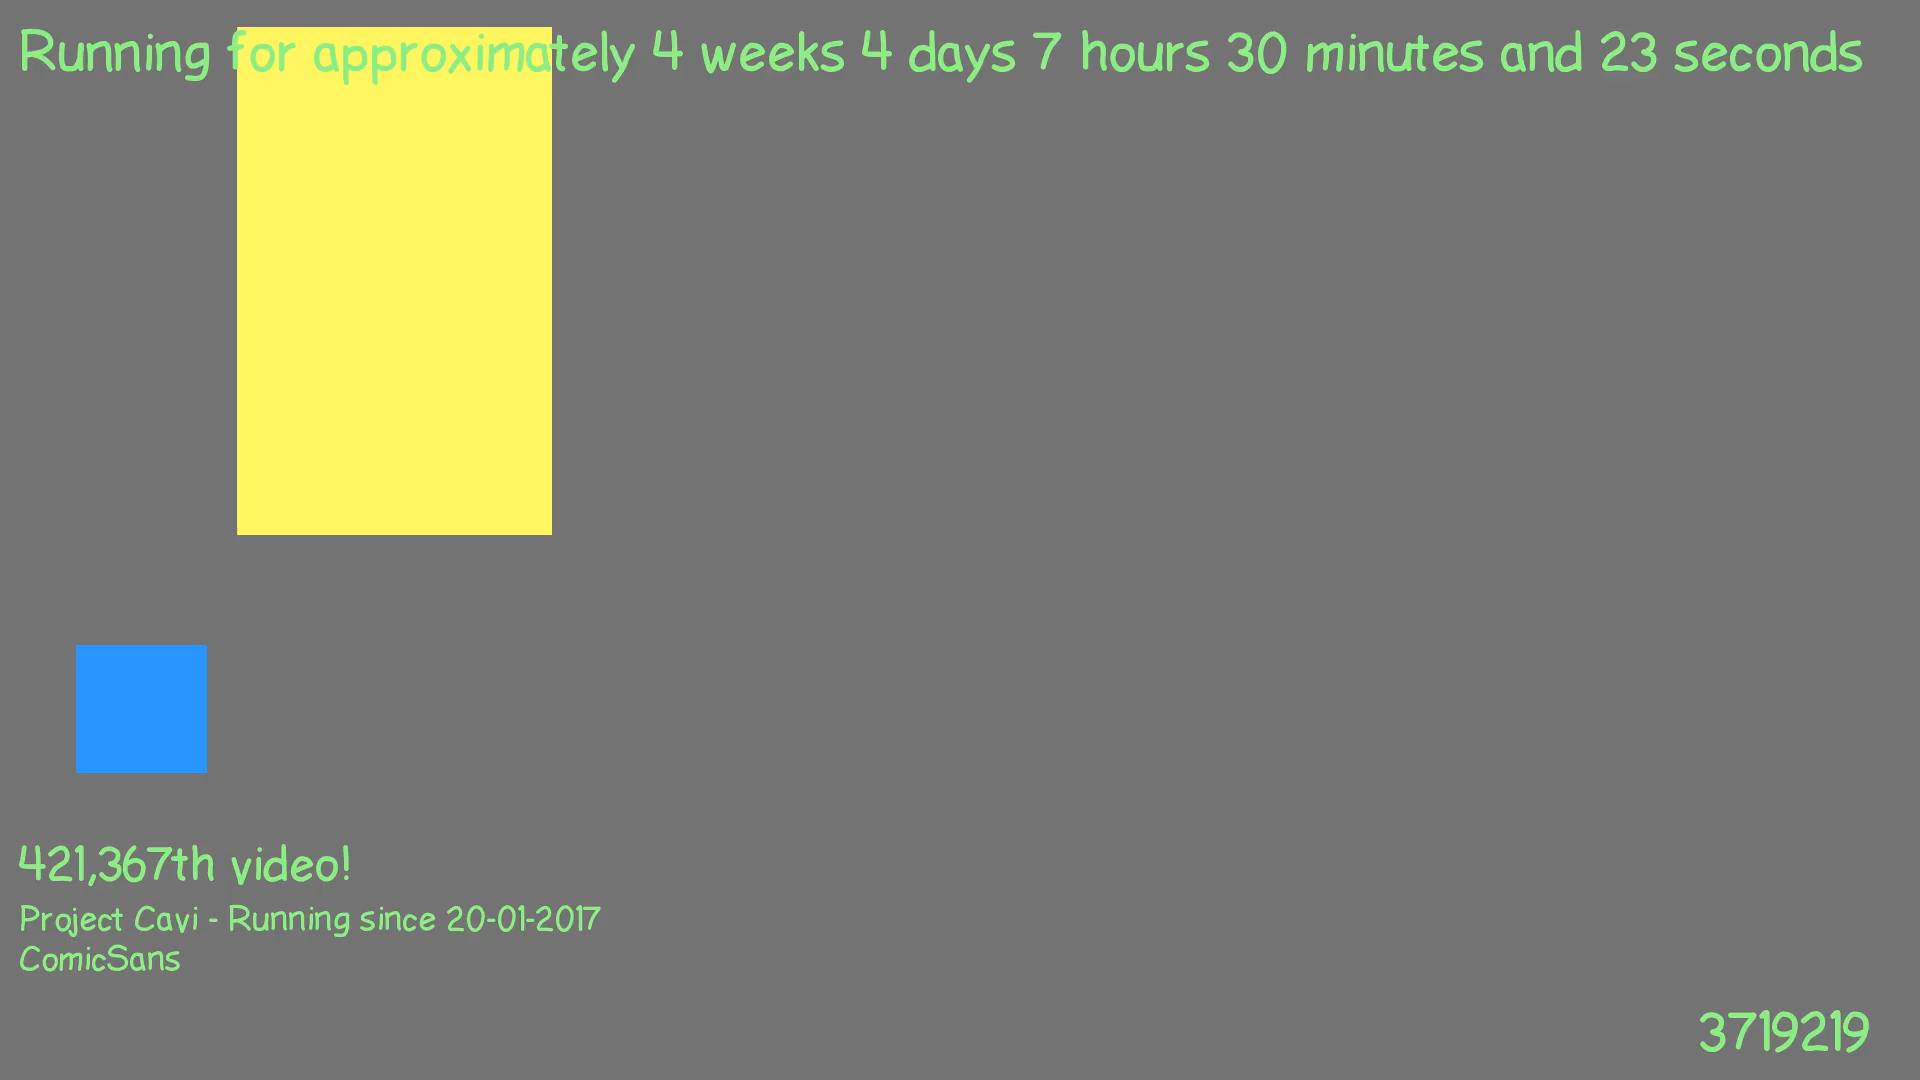 Running for approximately 4 weeks 4 days 7 hours 30 minutes and 23 seconds
421,367th video!
Project Cavi - Running since 20-01-2017
ComicSans
3719219